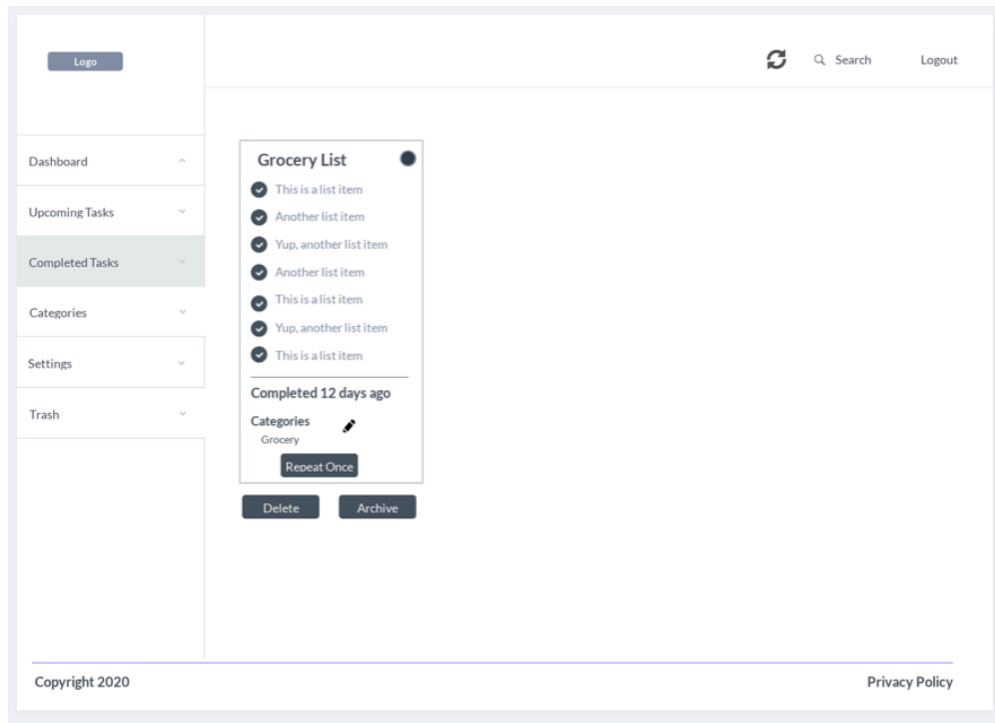 Logo
Search
Logout
Dashboard
Upcoming Tasks
Completed Tasks
Categories
Settings
Trash
Grocery List
This is a list item
Another list item
Yup, another list item
Another list item
This is a list item
Yup, another list item
This is a list item
Completed 12 days ago
Categories
Grocery
Repeat Once
Delete
Archive
Copyright 2020
Privacy Policy